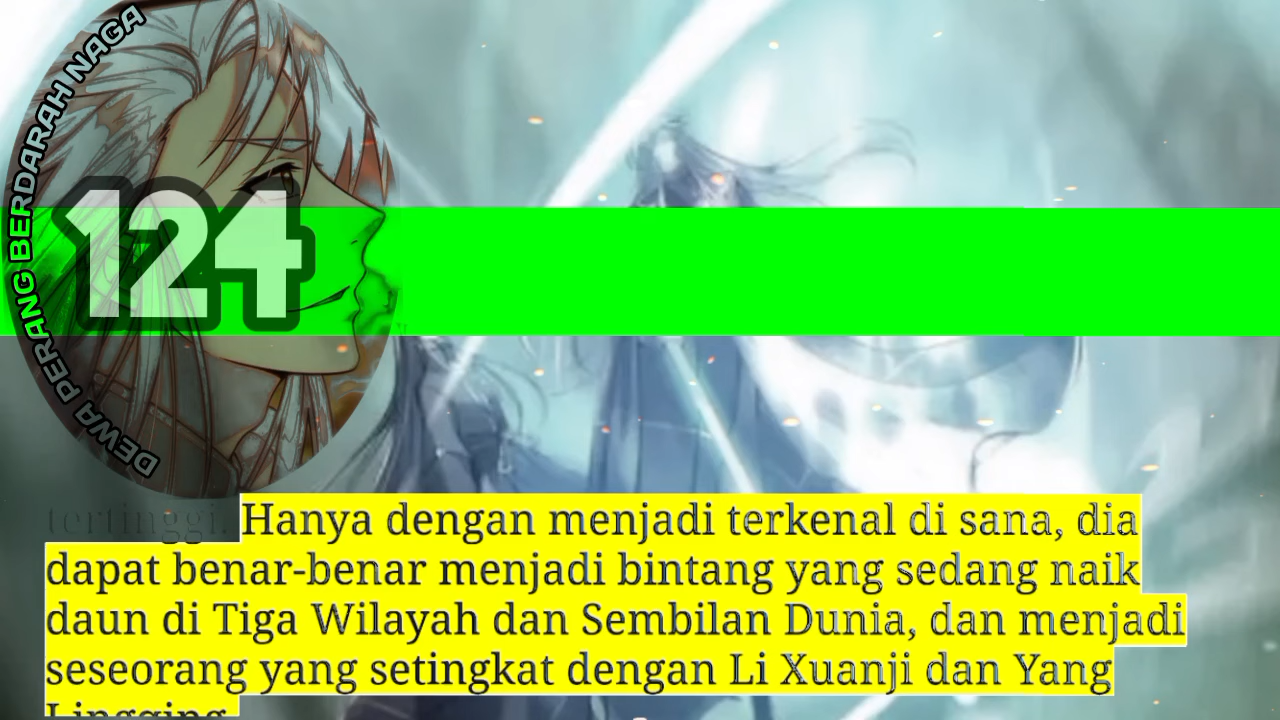 DEWA PERANG BERDARAH NAGA
124
tertinggi. Hanya dengan menjadi terkenal di sana, dia
dapat benar-benar menjadi bintang yang sedang naik
daun di Tiga Wilayah dan Sembilan Dunia, dan menjadi
seseorang yang setingkat dengan Li Xuanji dan Yang